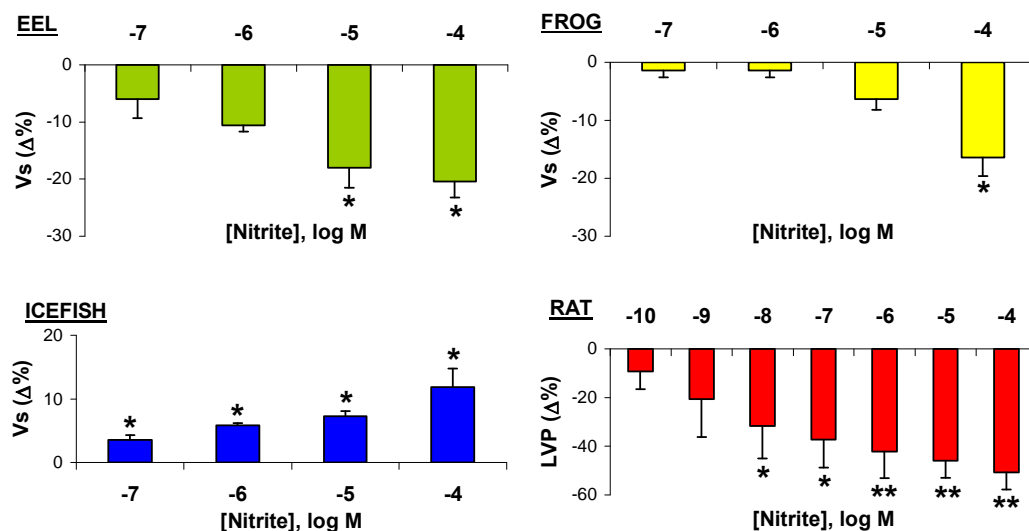 EEL
-7 -6 -5 -4
0
-10
-20
-30
Vs (Δ%)
* *
[Nitrite], log M
FROG
-7 -6 -5 -4
0
-10
-20
-30
Vs (Δ%)
*
[Nitrite], log M
ICEFISH
20
10
0
Vs (Δ%)
* * * *
-7 -6 -5 -4
[Nitrite], log M
RAT
-10 -9 -8 -7 -6 -5 -4
0
-20
-40
-60
LVP (Δ%)
* * ** ** **
[Nitrite], log M